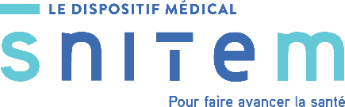 LE DISPOSITIF MÉDICAL
sNITem
Pour faire avancer la santé